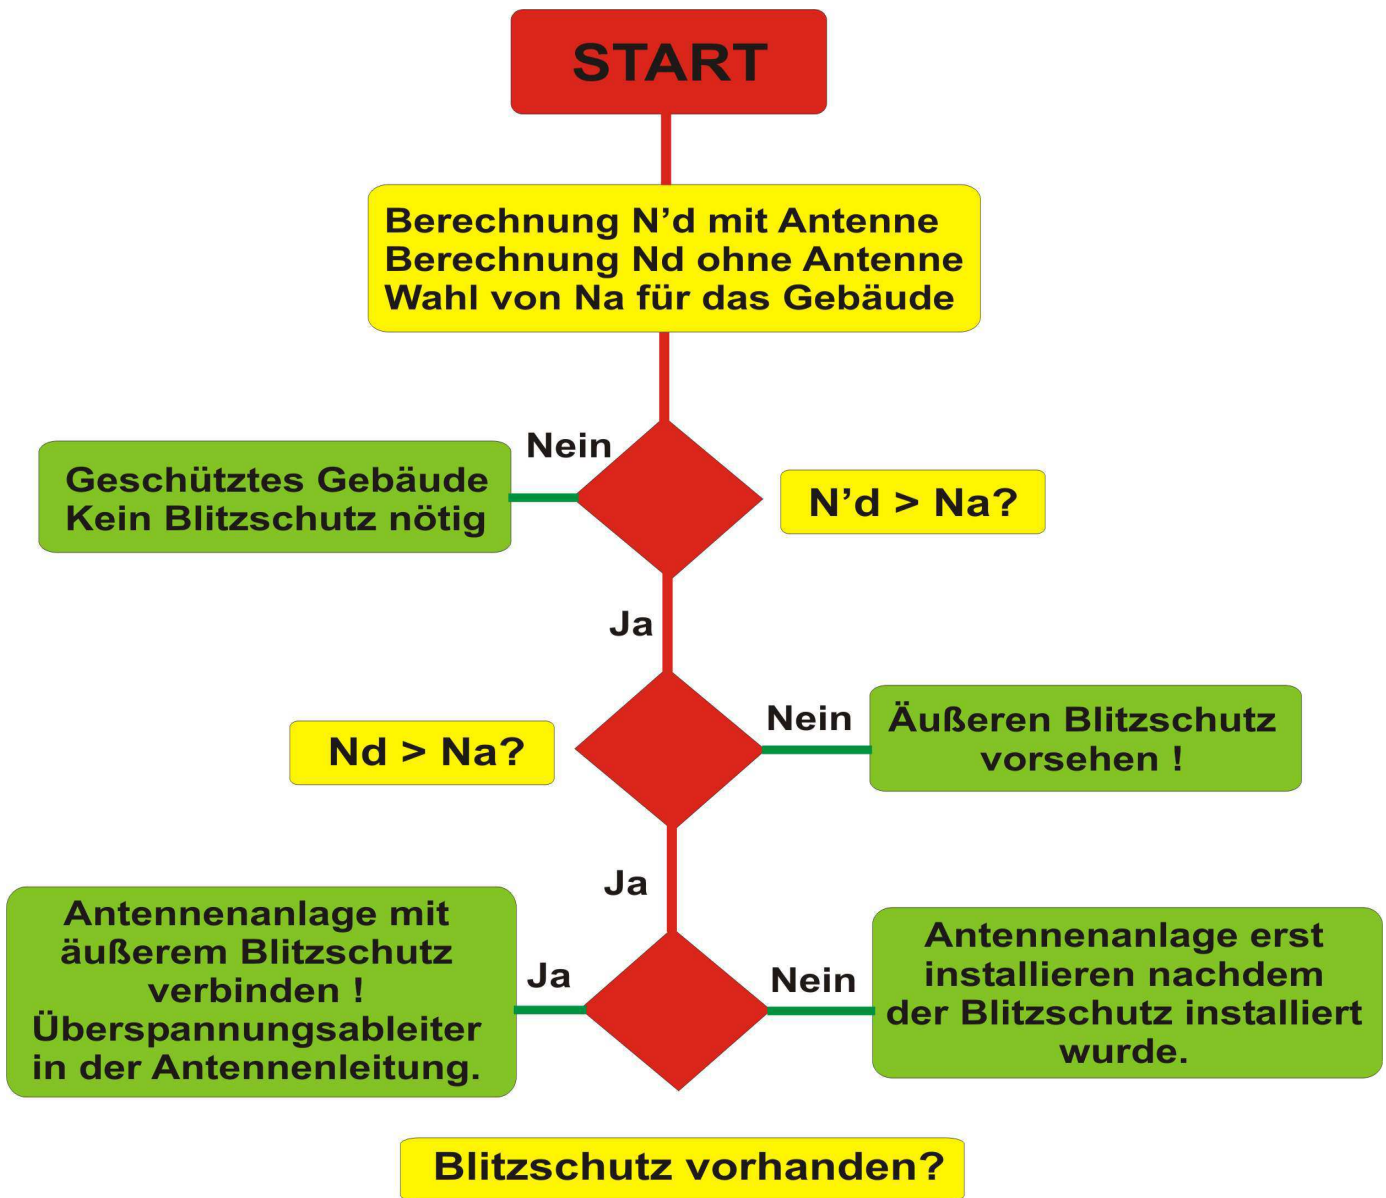 START
Berechnung N’d mit Antenne
Berechnung Nd ohne Antenne
Wahl von Na für das Gebäude
Nein
Geschütztes Gebäude
Kein Blitzschutz nötig
N’d > Na?
Ja
Nd > Na?
Nein
Äußeren Blitzschutz
vorsehen !
Ja
Antennenanlage mit
äußerem Blitzschutz
verbinden !
Überspannungsableiter
in der Antennenleitung.
Ja
Nein
Antennenanlage erst
installieren nachdem
der Blitzschutz installiert
wurde.
Blitzschutz vorhanden?